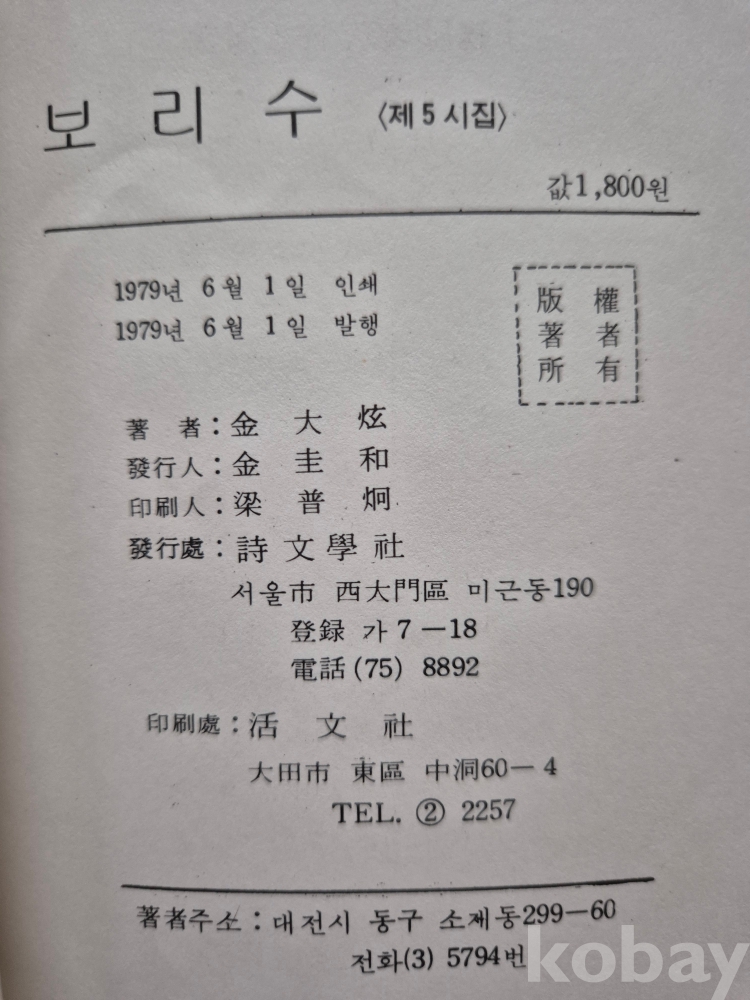 보 리 수 〈제 5 시집〉
값1,800원
1979년 6월 1일 인쇄
1979년 6월 1일 발행
版 權
著 者
所 有
著 者 : 金 大 炫
發行人 : 金 圭 和
印刷人 : 梁 普 炯
發行處 : 詩文學社
서울市 西大門區 미근동190
登録 가 7 ―18
電話 (75) 8892
印刷處 : 活 文 社
大田市 東區 中洞60― 4
TEL. ② 2257
著者주소 : 대전시 동구 소재동299―60
전화(3) 5794번
kobay